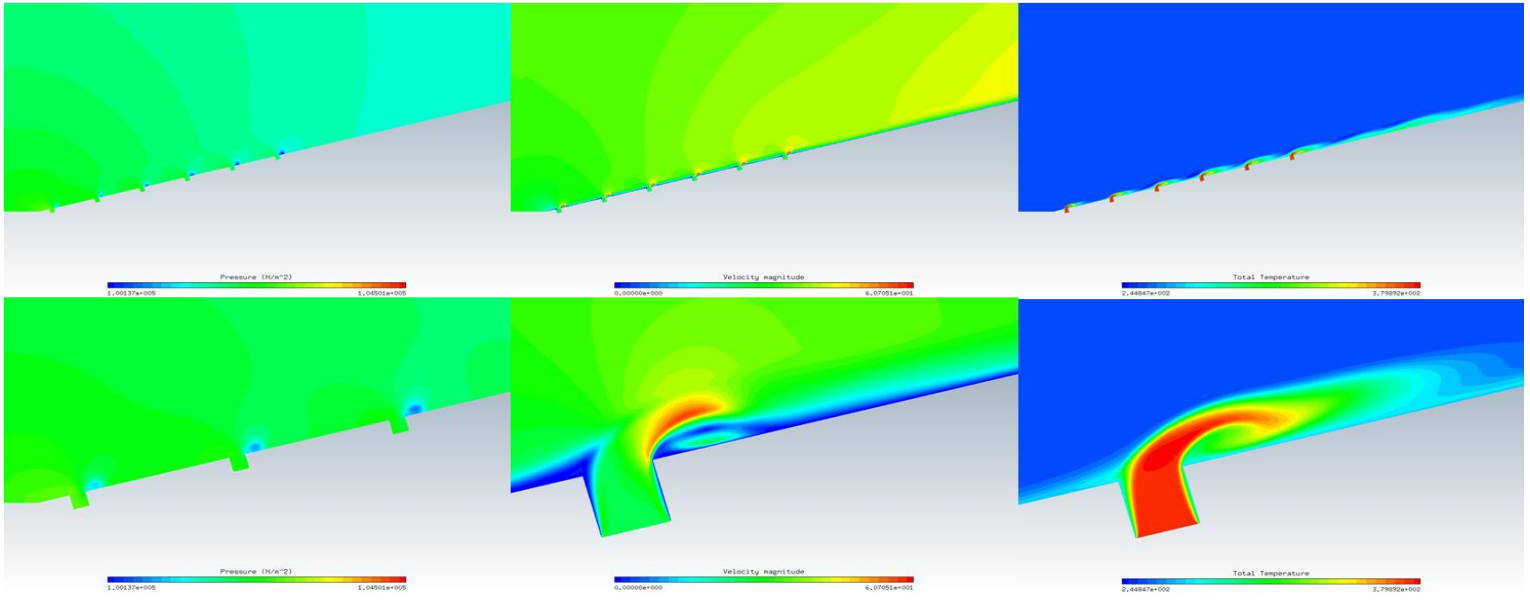 Pressure (N/m^2)
1.00137e+005 1.04501e+005
Velocity magnitude
0.00000e+000 6.07051e+001
Total Temperature
2.44847e+002 3.79892e+002
Pressure (N/m^2)
1.00137e+005 1.04501e+005
Velocity magnitude
0.00000e+000 6.07051e+001
Total Temperature
2.44847e+002 3.79892e+002